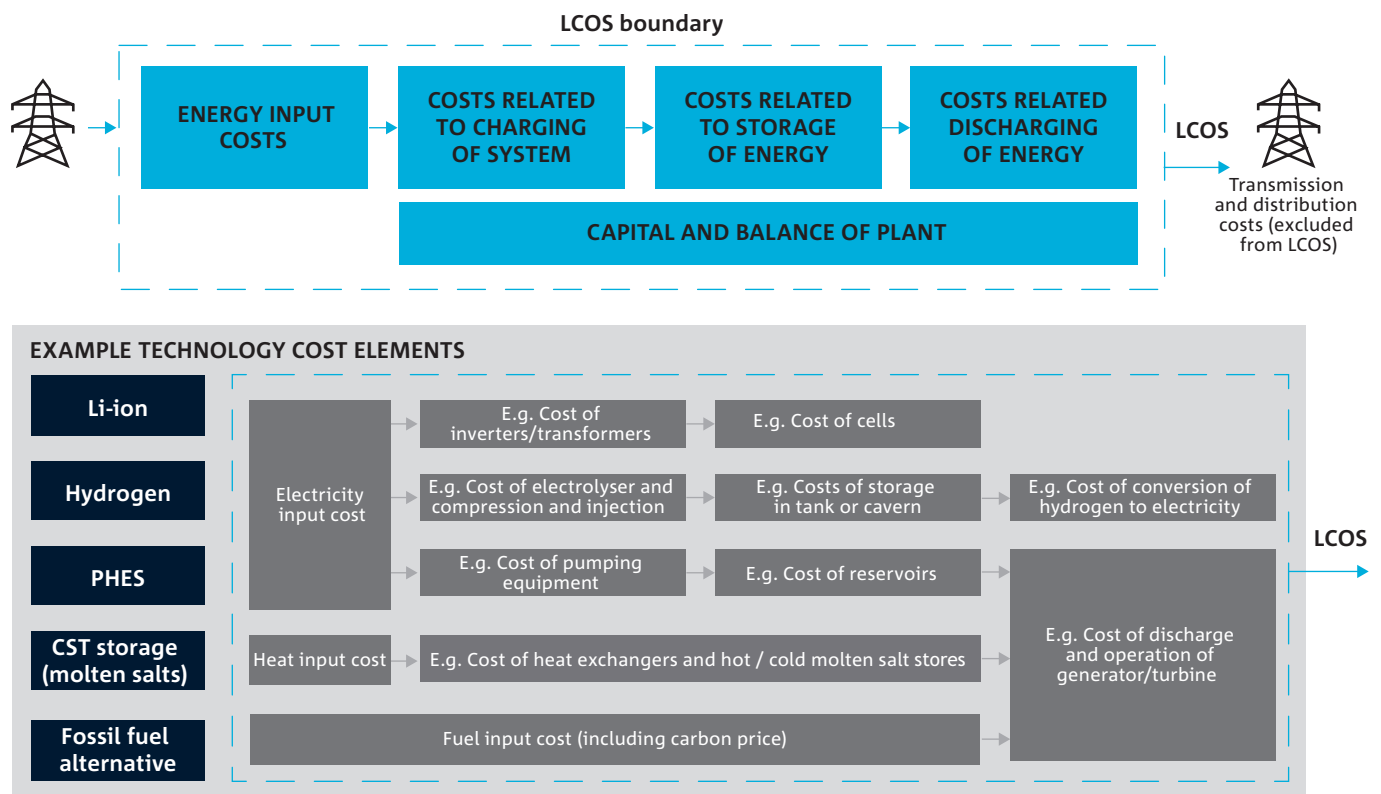 LCOS boundary
ENERGY INPUT
COSTS
COSTS RELATED
TO CHARGING
OF SYSTEM
COSTS RELATED
TO STORAGE
OF ENERGY
COSTS RELATED
DISCHARGING
OF ENERGY
CAPITAL AND BALANCE OF PLANT
LCOS
Transmission
and distribution
costs (excluded
from LCOS)
EXAMPLE TECHNOLOGY COST ELEMENTS
Li-ion
Hydrogen
PHES
CST storage
(molten salts)
Fossil fuel
alternative
Electricity
input cost
E.g. Cost of
inverters/transformers
E.g. Cost of cells
E.g. Cost of electrolyser and
compression and injection
E.g. Costs of storage
in tank or cavern
E.g. Cost of conversion of
hydrogen to electricity
E.g. Cost of pumping
equipment
E.g. Cost of reservoirs
Heat input cost
E.g. Cost of heat exchangers and hot / cold molten salt stores
E.g. Cost of discharge
and operation of
generator/turbine
Fuel input cost (including carbon price)
LCOS